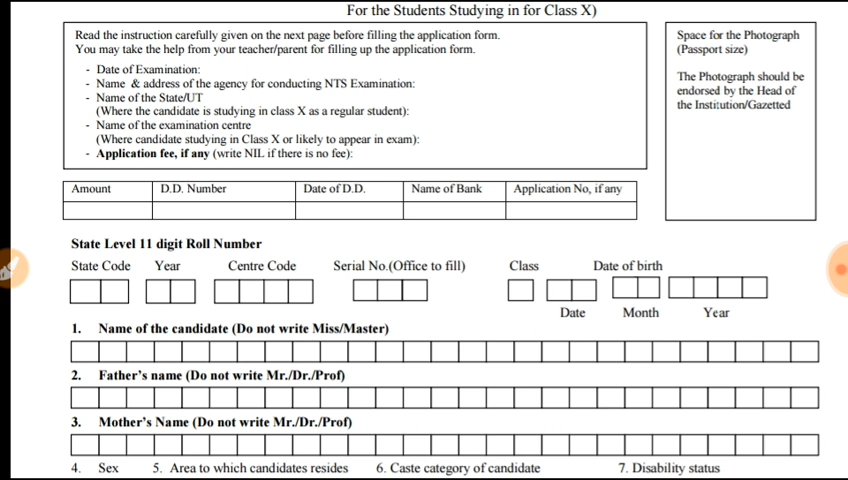 For the Students Studying in for Class X)
Read the instruction carefully given on the next page before filling the application form.
You may take the help from your teacher/parent for filling up the application form.
- Date of Examination:
- Name & address of the agency for conducting NTS Examination:
- Name of the State/UT
(Where the candidate is studying in class X as a regular student):
- Name of the examination centre
(Where candidate studying in Class X or likely to appear in exam):
- Application fee, if any (write NIL if there is no fee):
Space for the Photograph
(Passport size)
The Photograph should be
endorsed by the Head of
the Institution/Gazetted
Amount D.D. Number Date of D.D. Name of Bank Application No, if any
State Level 11 digit Roll Number
State Code Year Centre Code Serial No.(Office to fill) Class Date of birth
Date Month Year
1. Name of the candidate (Do not write Miss/Master)
2. Father's name (Do not write Mr./Dr./Prof)
3. Mother's Name (Do not write Mr./Dr./Prof)
4. Sex 5. Area to which candidates resides 6. Caste category of candidate 7. Disability status